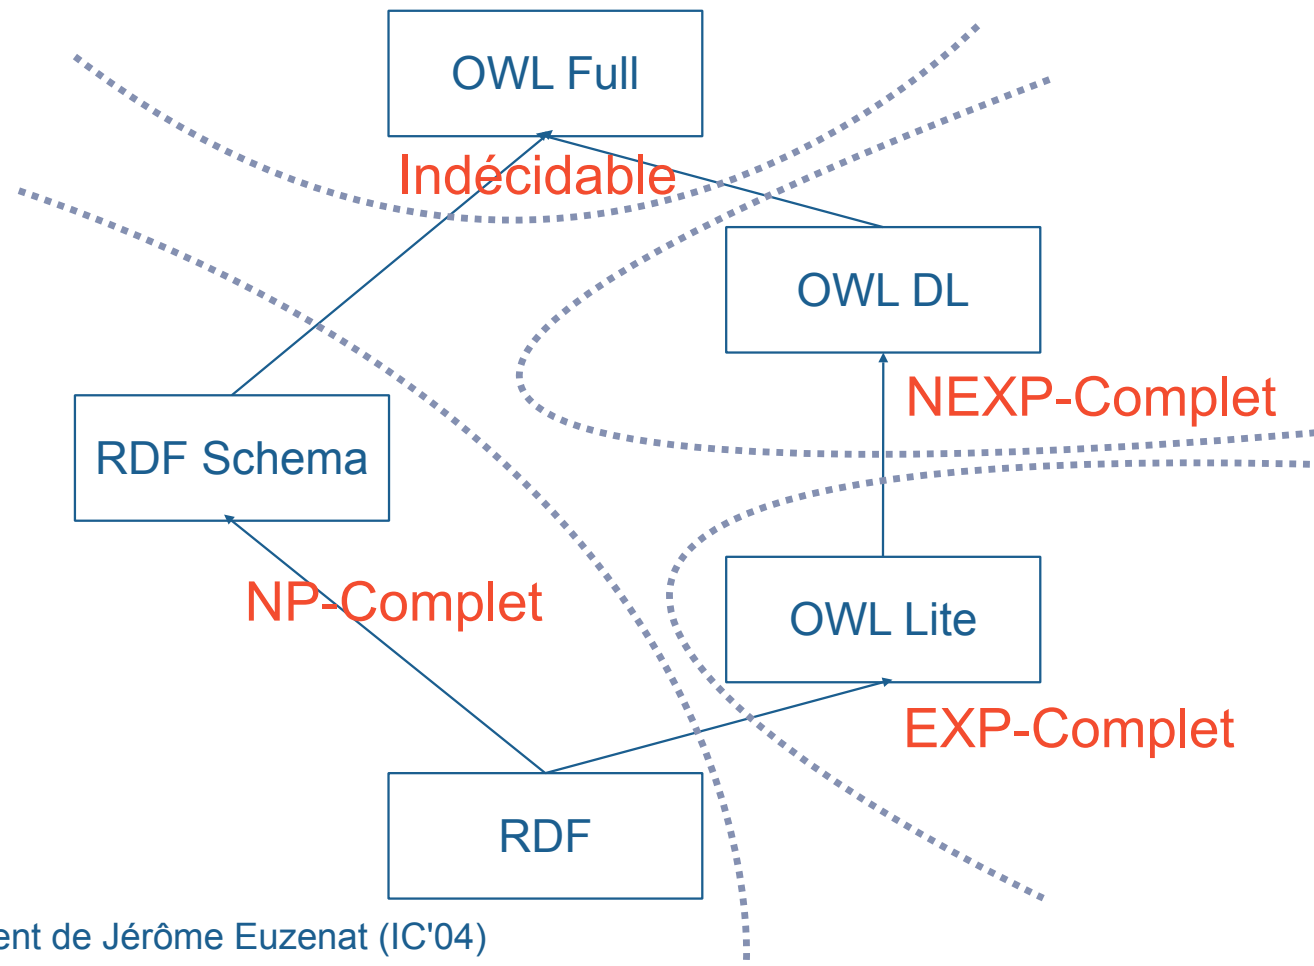 OWL Full
Indécidable
OWL DL
NEXP-Complet
RDF Schema
NP-Complet
OWL Lite
EXP-Complet
RDF
de Jérôme Euzenat (IC'04)